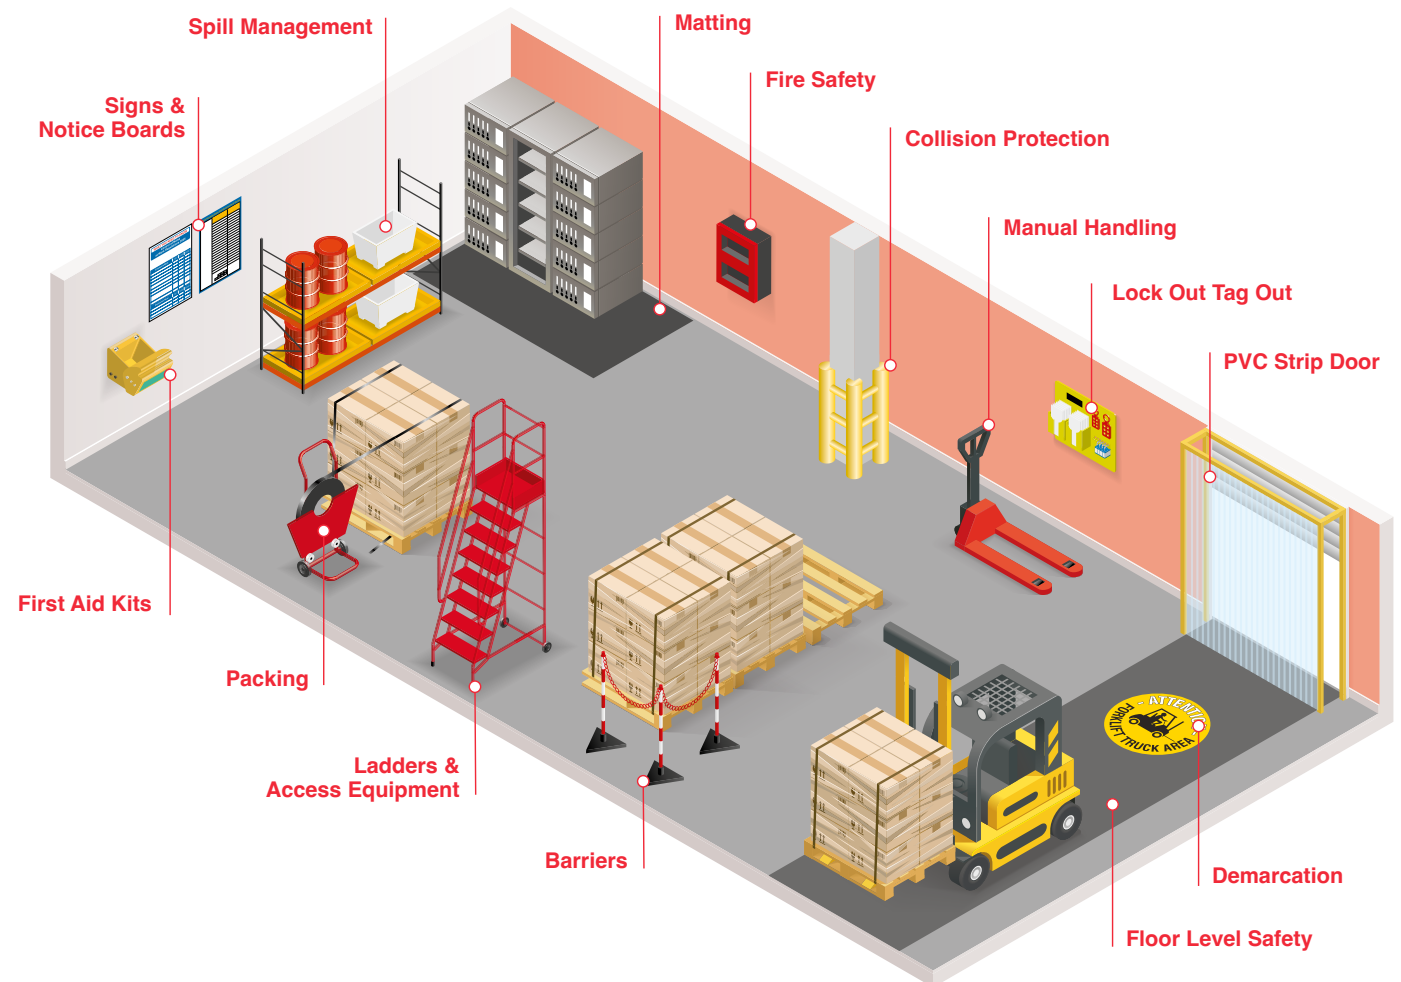 Spill Management
Matting
Fire Safety
Signs &
Notice Boards
Collision Protection
Manual Handling
Lock Out Tag Out
PVC Strip Door
First Aid Kits
Packing
Ladders &
Access Equipment
- ATTENTI
FORKLIFT TRUCK AREA
Barriers
Demarcation
Floor Level Safety